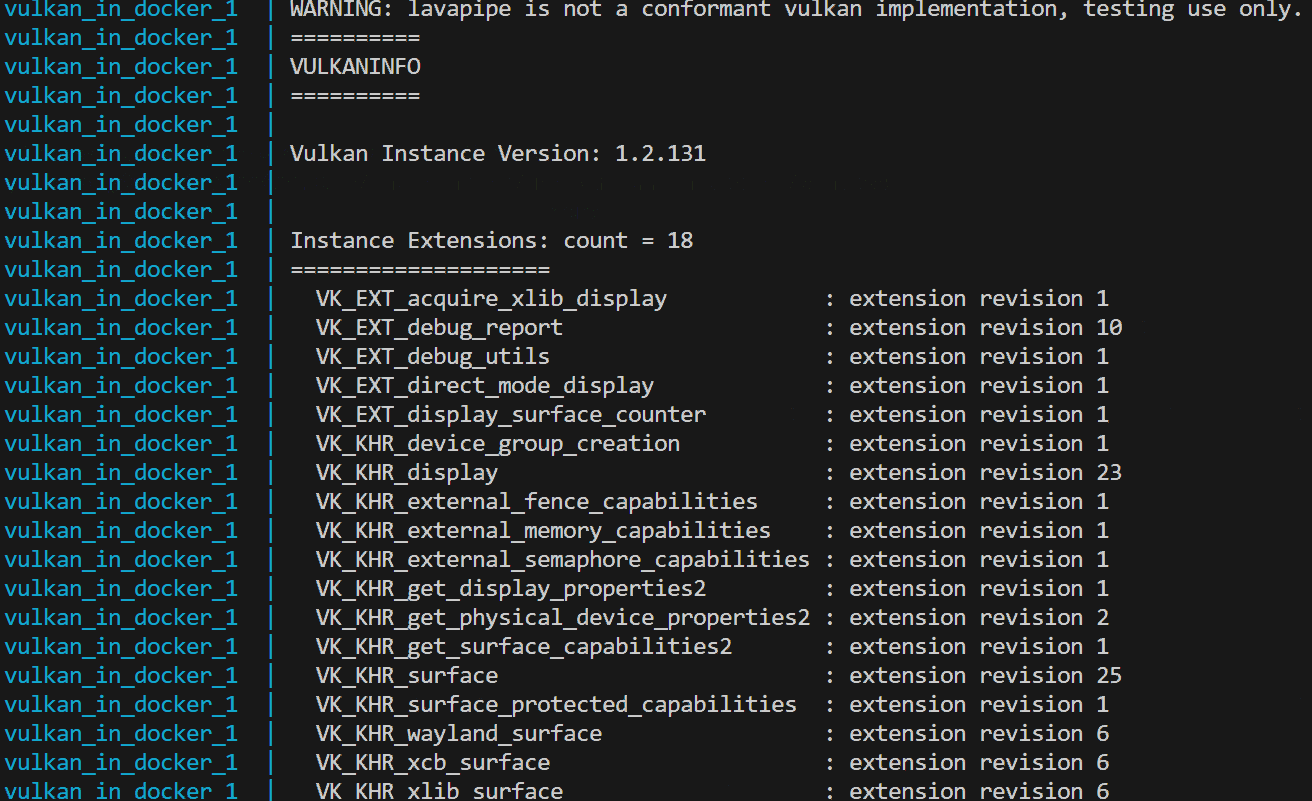 vulkan_in_docker_1 | WARNING: lavapipe is not a conformant vulkan implementation, testing use only.
vulkan_in_docker_1 | ==========
vulkan_in_docker_1 | VULKANINFO
vulkan_in_docker_1 | ==========
vulkan_in_docker_1 |
vulkan_in_docker_1 | Vulkan Instance Version: 1.2.131
vulkan_in_docker_1 |
vulkan_in_docker_1 |
vulkan_in_docker_1 | Instance Extensions: count = 18
vulkan_in_docker_1 | ====================
vulkan_in_docker_1 | VK_EXT_acquire_xlib_display : extension revision 1
vulkan_in_docker_1 | VK_EXT_debug_report : extension revision 10
vulkan_in_docker_1 | VK_EXT_debug_utils : extension revision 1
vulkan_in_docker_1 | VK_EXT_direct_mode_display : extension revision 1
vulkan_in_docker_1 | VK_EXT_display_surface_counter : extension revision 1
vulkan_in_docker_1 | VK_KHR_device_group_creation : extension revision 1
vulkan_in_docker_1 | VK_KHR_display : extension revision 23
vulkan_in_docker_1 | VK_KHR_external_fence_capabilities : extension revision 1
vulkan_in_docker_1 | VK_KHR_external_memory_capabilities : extension revision 1
vulkan_in_docker_1 | VK_KHR_external_semaphore_capabilities : extension revision 1
vulkan_in_docker_1 | VK_KHR_get_display_properties2 : extension revision 1
vulkan_in_docker_1 | VK_KHR_get_physical_device_properties2 : extension revision 2
vulkan_in_docker_1 | VK_KHR_get_surface_capabilities2 : extension revision 1
vulkan_in_docker_1 | VK_KHR_surface : extension revision 25
vulkan_in_docker_1 | VK_KHR_surface_protected_capabilities : extension revision 1
vulkan_in_docker_1 | VK_KHR_wayland_surface : extension revision 6
vulkan_in_docker_1 | VK_KHR_xcb_surface : extension revision 6
vulkan_in_docker_1 | VK_KHR_xlib_surface : extension revision 6